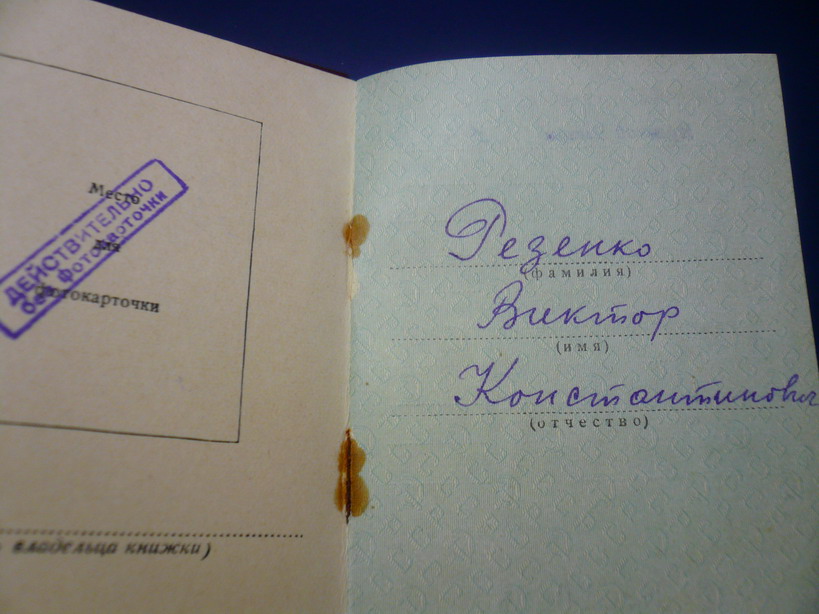 Место
для
фотокарточки
ДЕЙСТВИТЕЛЬНО
без фотокарточки
владельца книжки)
Резенко
(фамилия)
Виктор
(имя)
Константинович
(отчество)